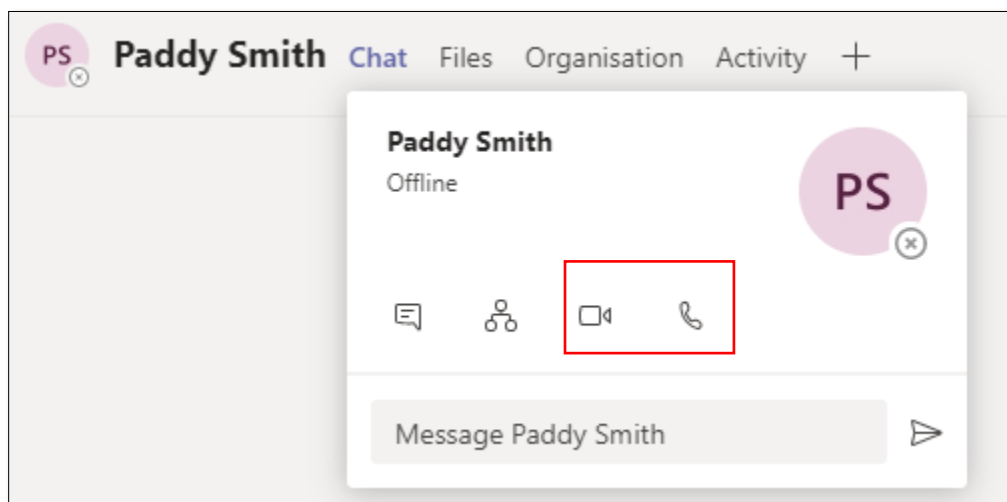 PS Paddy Smith Chat Files Organisation Activity
Paddy Smith
Offline
PS
Message Paddy Smith